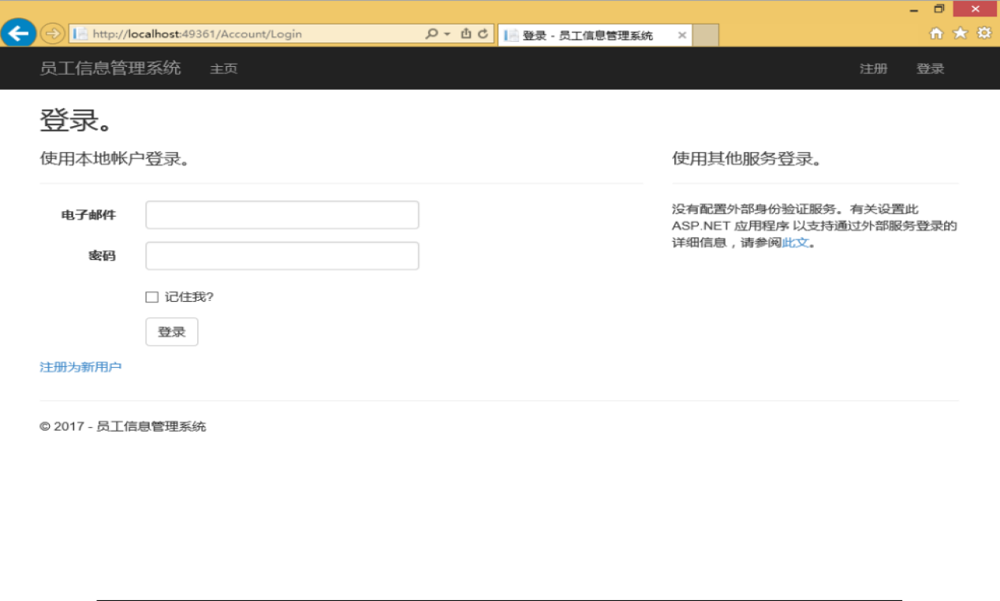 http://localhost:49361/Account/Login
登录 - 员工信息管理系统
员工信息管理系统 主页 注册 登录
登录。
使用本地帐户登录。
电子邮件
密码
记住我?
登录
注册为新用户
使用其他服务登录。
没有配置外部身份验证服务。有关设置此
ASP.NET 应用程序 以支持通过外部服务登录的
详细信息，请参阅此文。
© 2017 - 员工信息管理系统